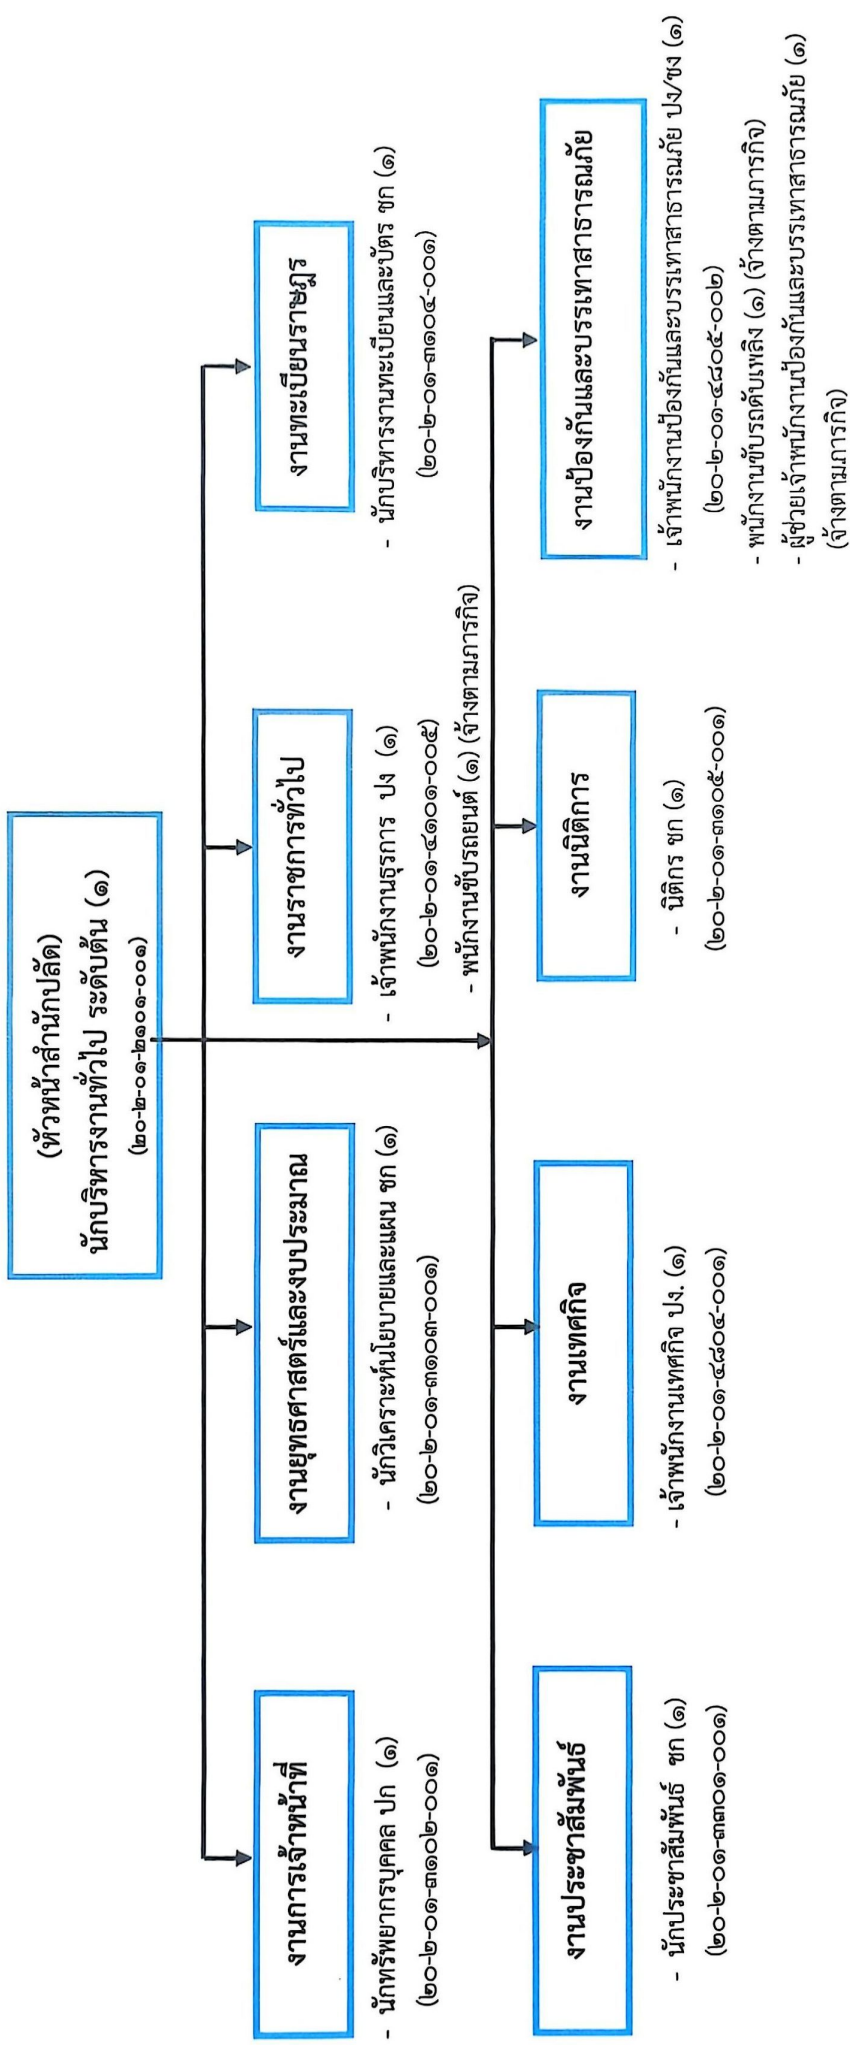 (หัวหน้าสำนักปลัด)
นักบริหารงานทั่วไป ระดับต้น (๑)
(๒๐-๒-๐๑-๒๑๐๑-๐๐๑)
งานการเจ้าหน้าที่
- นักทรัพยากรบุคคล ปก (๑)
(๒๐-๒-๐๑-๓๑๐๒-๐๐๑)
งานยุทธศาสตร์และงบประมาณ
- นักวิเคราะห์นโยบายและแผน ชก (๑)
(๒๐-๒-๐๑-๓๑๐๓-๐๐๑)
งานราชการทั่วไป
- เจ้าพนักงานธุรการ ปง (๑)
(๒๐-๒-๐๑-๔๑๐๑-๐๐๕)
- พนักงานขับรถยนต์ (๑) (จ้างตามภารกิจ)
งานทะเบียนราษฎร
- นักบริหารงานทะเบียนและบัตร ชก (๑)
(๒๐-๒-๐๑-๓๑๐๔-๐๐๑)
งานประชาสัมพันธ์
- นักประชาสัมพันธ์ ชก (๑)
(๒๐-๒-๐๑-๓๓๐๑-๐๐๑)
งานเทศกิจ
- เจ้าพนักงานเทศกิจ ปง. (๑)
(๒๐-๒-๐๑-๔๘๐๔-๐๐๑)
งานนิติการ
- นิติกร ชก (๑)
(๒๐-๒-๐๑-๓๑๐๕-๐๐๑)
งานป้องกันและบรรเทาสาธารณภัย
- เจ้าพนักงานป้องกันและบรรเทาสาธารณภัย ปง/ชง (๑)
(๒๐-๒-๐๑-๔๘๐๕-๐๐๒)
- พนักงานขับรถดับเพลิง (๑) (จ้างตามภารกิจ)
- ผู้ช่วยเจ้าพนักงานป้องกันและบรรเทาสาธารณภัย (๑)
(จ้างตามภารกิจ)